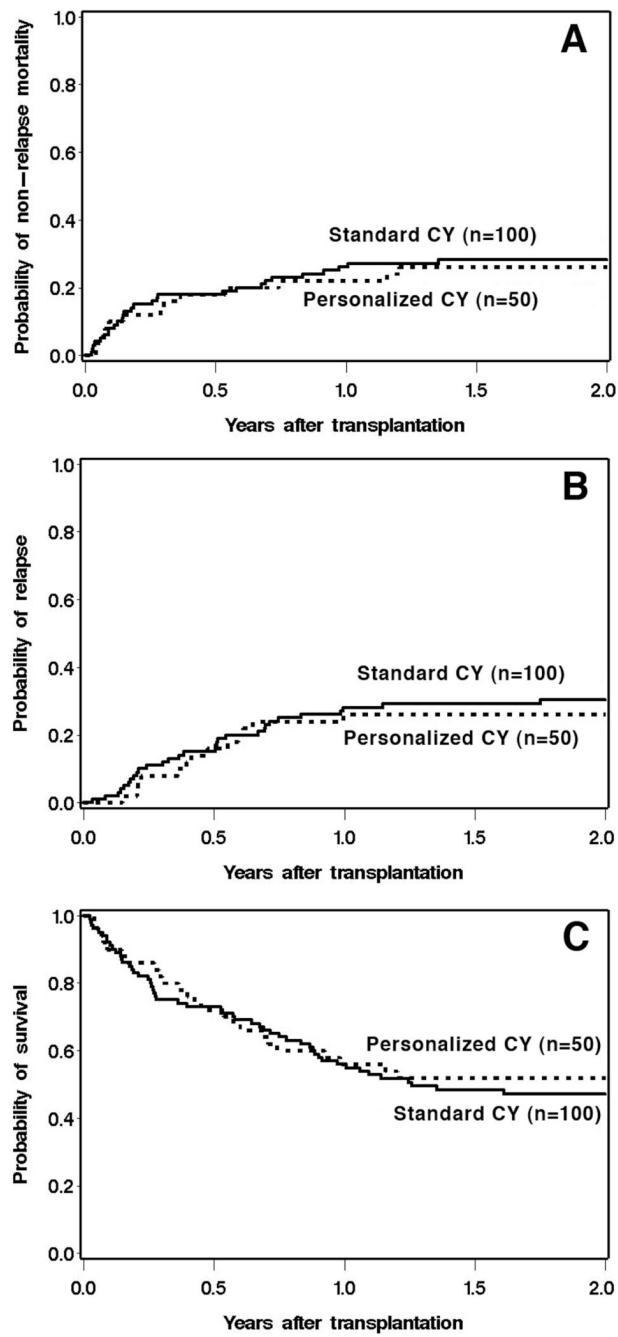 A
Probability of non-relapse mortality
1.0
0.8
0.6
0.4
0.2
0.0
Standard CY (n=100)
Personalized CY (n=50)
0.0 0.5 1.0 1.5 2.0
Years after transplantation
B
Probability of relapse
1.0
0.8
0.6
0.4
0.2
0.0
Standard CY (n=100)
Personalized CY (n=50)
0.0 0.5 1.0 1.5 2.0
Years after transplantation
C
Probability of survival
1.0
0.8
0.6
0.4
0.2
0.0
Personalized CY (n=50)
Standard CY (n=100)
0.0 0.5 1.0 1.5 2.0
Years after transplantation